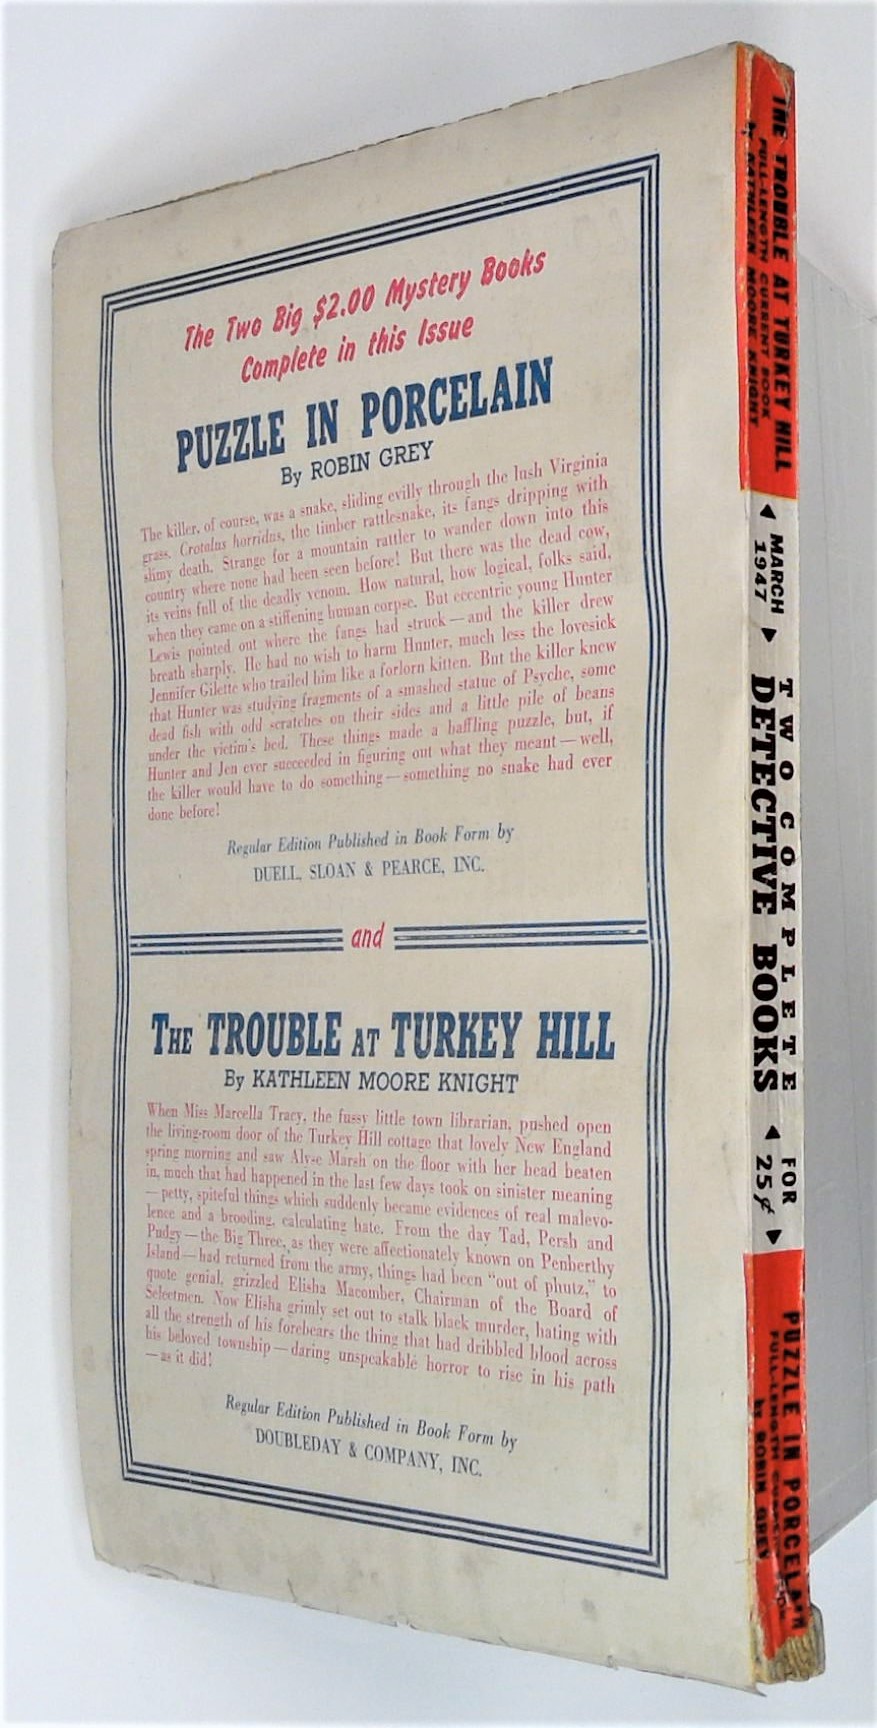 The Two Big $2.00 Mystery Books
Complete in this Issue
PUZZLE IN PORCELAIN
By ROBIN GREY
The killer, of course, was a snake, sliding evilly through the lush Virginia
grass. Crotalus horridus, the timber rattlesnake, its fangs dripping with
slimy death. Strange for a mountain rattler to wander down into this
country where none had been seen before! But there was the dead cow,
its veins full of the deadly venom. How natural, how logical, folks said,
when they came on a stiffening human corpse. But eccentric young Hunter
Lewis pointed out where the fangs had struck—and the killer drew
breath sharply. He had no wish to harm Hunter, much less the lovesick
Jennifer Gilette who trailed him like a forlorn kitten. But the killer knew
that Hunter was studying fragments of a smashed statue of Psyche, some
dead fish with odd scratches on their sides and a little pile of beans
under the victim's bed. These things made a baffling puzzle, but, if
Hunter and Jen ever succeeded in figuring out what they meant—well,
the killer would have to do something—something no snake had ever
done before!
Regular Edition Published in Book Form by
DUELL, SLOAN & PEARCE, INC.
and
THE TROUBLE AT TURKEY HILL
By KATHLEEN MOORE KNIGHT
When Miss Marcella Tracy, the fussy little town librarian, pushed open
the living-room door of the Turkey Hill cottage that lovely New England
spring morning and saw Alyse Marsh on the floor with her head beaten
in, much that had happened in the last few days took on sinister meaning
—petty, spiteful things which suddenly became evidences of real malevo-
lence and a brooding, calculating hate. From the day Tad, Persh and
Pudgy—the Big Three, as they were affectionately known on Penberthy
Island—had returned from the army, things had been "out of phutz," to
quote genial, grizzled Elisha Macomber, Chairman of the Board of
Selectmen. Now Elisha grimly set out to stalk black murder, hating with
all the strength of his forebears the thing that had dribbled blood across
his beloved township—daring unspeakable horror to rise in his path
—as it did!
Regular Edition Published in Book Form by
DOUBLEDAY & COMPANY, INC.
THE TROUBLE AT TURKEY HILL
FULL-LENGTH CURRENT BOOK
by KATHLEEN MOORE KNIGHT
MARCH
1947
TWO COMPLETE
DETECTIVE BOOKS
FOR
25¢
PUZZLE IN PORCELAIN
FULL-LENGTH
by ROBIN GREY